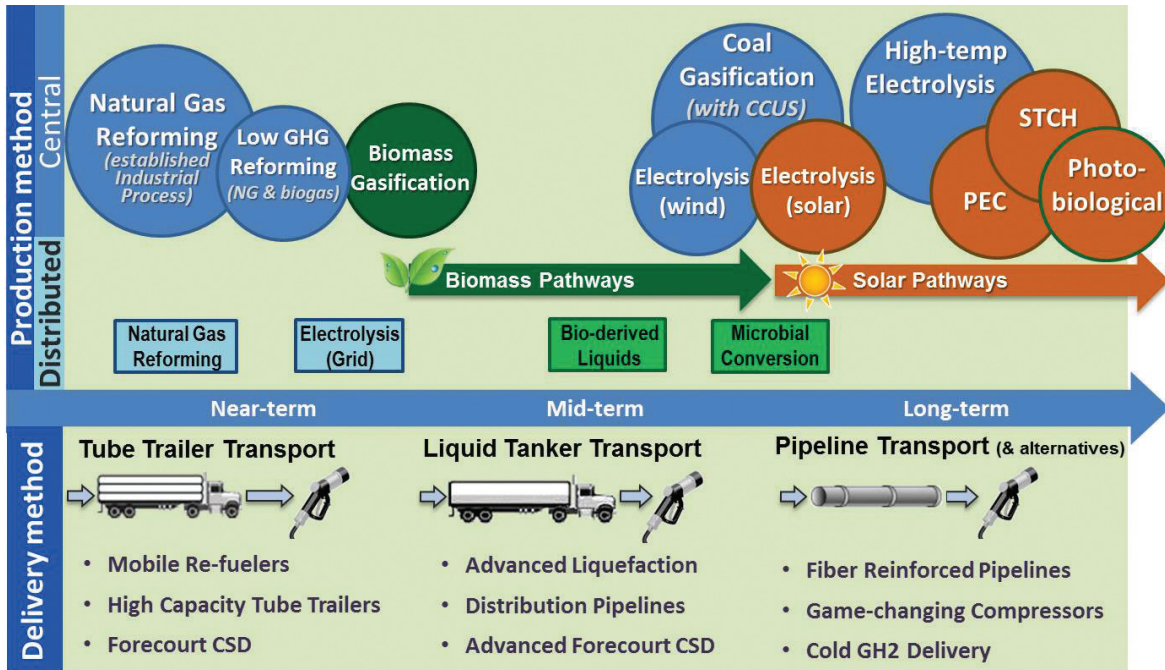 Production method
Central
Distributed
Natural Gas
Reforming
(established
Industrial
Process)
Low GHG
Reforming
(NG & biogas)
Biomass
Gasification
Coal
Gasification
(with CCUS)
Electrolysis
(wind)
Electrolysis
(solar)
High-temp
Electrolysis
STCH
PEC
Photo-
biological
Biomass Pathways
Solar Pathways
Natural Gas
Reforming
Electrolysis
(Grid)
Bio-derived
Liquids
Microbial
Conversion
Near-term
Mid-term
Long-term
Delivery method
Tube Trailer Transport
• Mobile Re-fuelers
• High Capacity Tube Trailers
• Forecourt CSD
Liquid Tanker Transport
• Advanced Liquefaction
• Distribution Pipelines
• Advanced Forecourt CSD
Pipeline Transport (& alternatives)
• Fiber Reinforced Pipelines
• Game-changing Compressors
• Cold GH2 Delivery